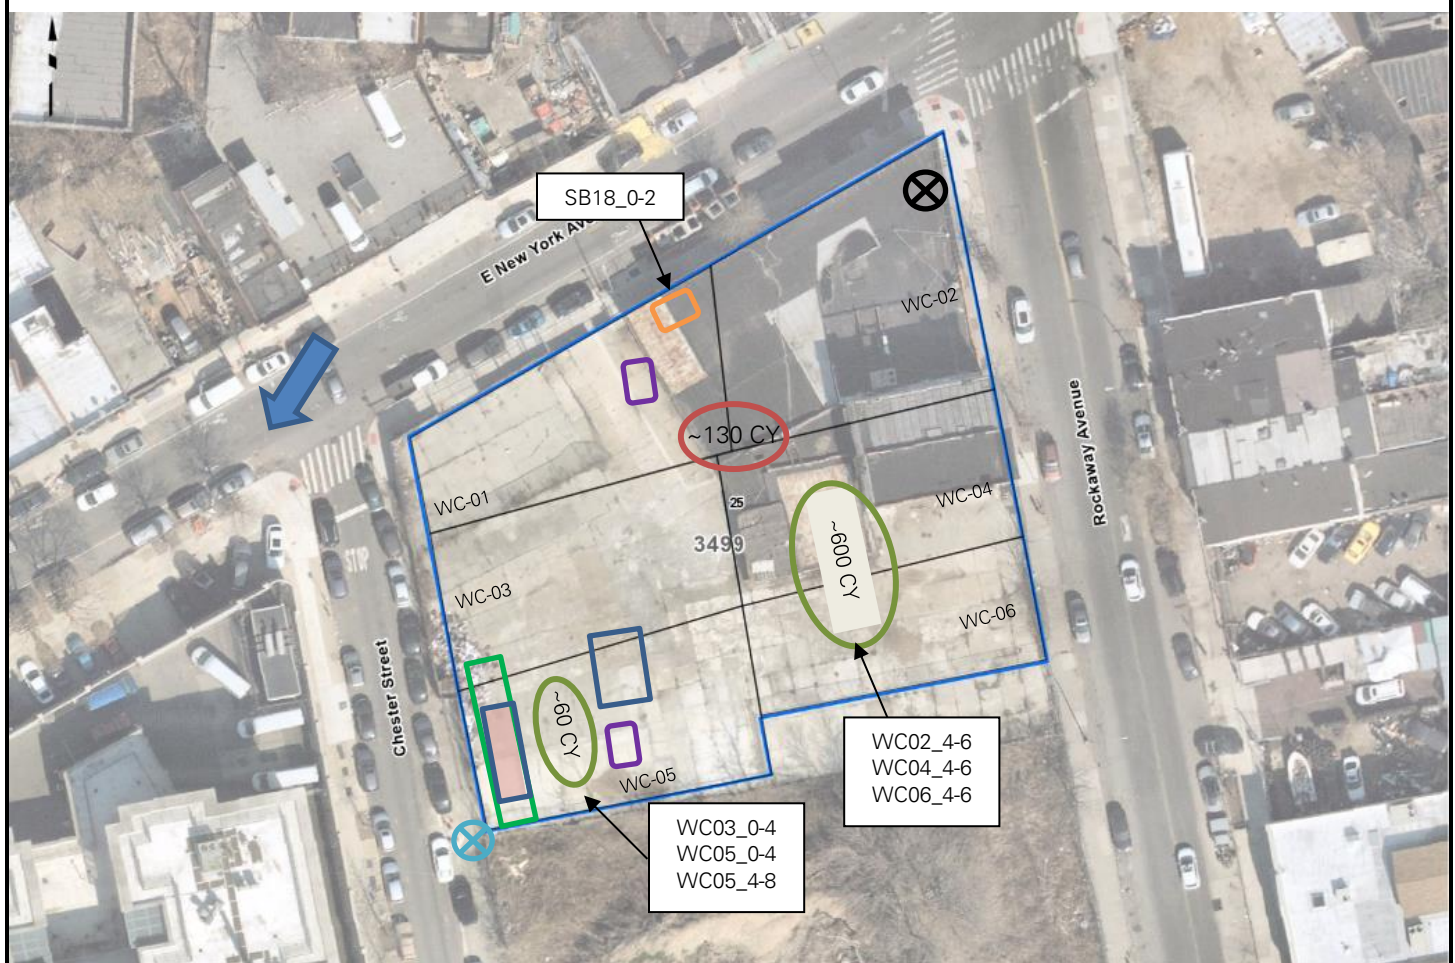 SB18_0-2
E New York Ave
WC-02
~130 CY
WC-01
25
WC-04
3499
~600 CY
Rockaway Avenue
STOP
WC-03
WC-06
Chester Street
~60 CY
WC-05
WC02_4-6
WC04_4-6
WC06_4-6
WC03_0-4
WC05_0-4
WC05_4-8